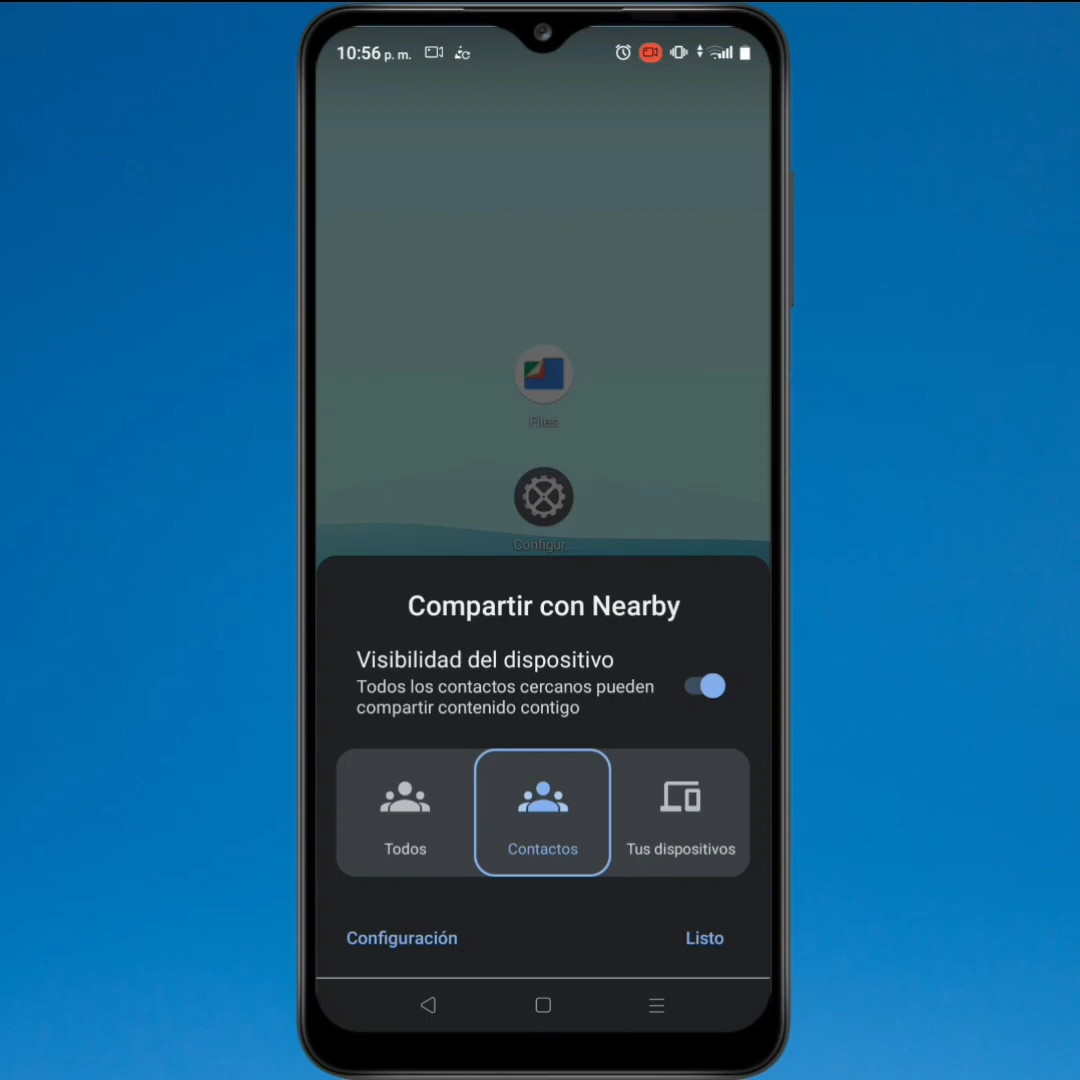 10:56 p. m.
Files
Configur...
Compartir con Nearby
Visibilidad del dispositivo
Todos los contactos cercanos pueden
compartir contenido contigo
Todos
Contactos
Tus dispositivos
Configuración
Listo